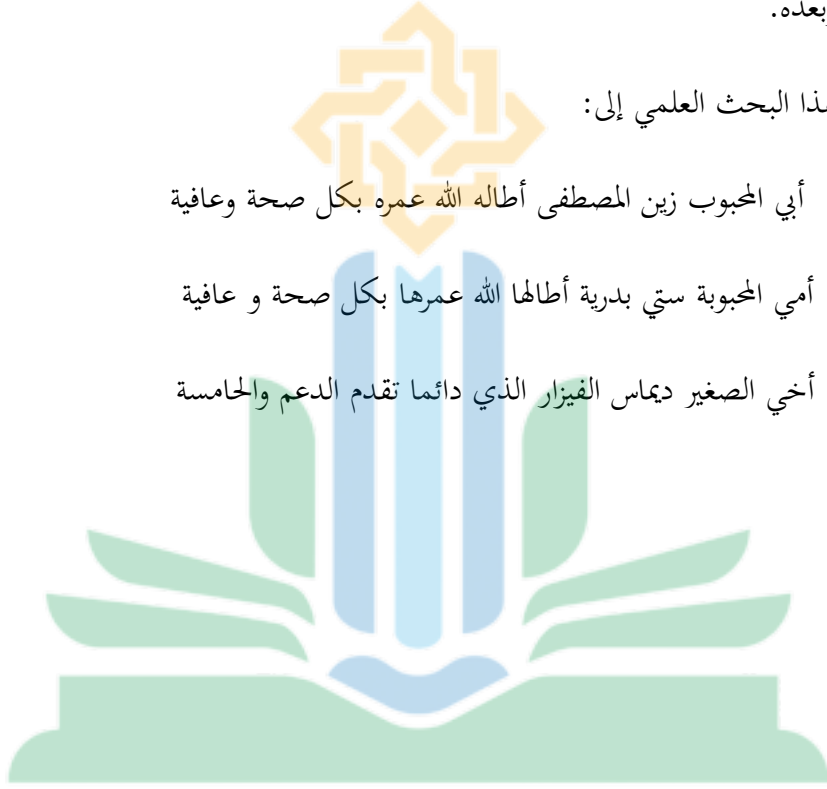 وبعده.
هذا البحث العلمي إلى:
أبي المحبوب زين المصطفى أطاله الله عمره بكل صحة وعافية
أمي المحبوبة ستي بدرية أطالها الله عمرها بكل صحة و عافية
أخي الصغير ديماس الفيزار الذي دائما تقدم الدعم والحامسة